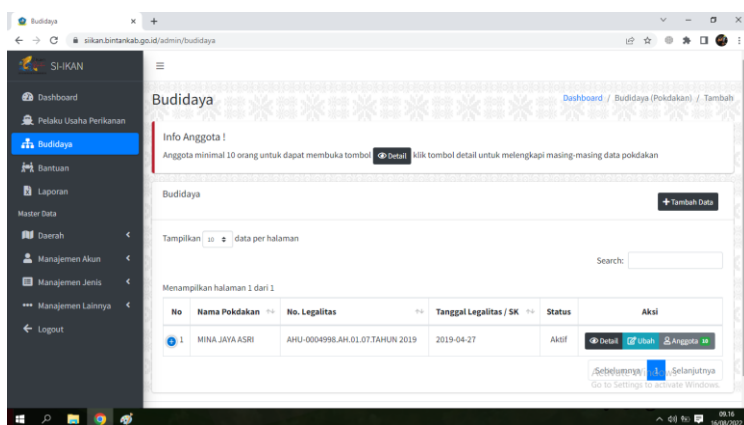 Budidaya
siikan.bintankab.go.id/admin/budidaya
SI-IKAN
Dashboard
Pelaku Usaha Perikanan
Budidaya
Bantuan
Laporan
Master Data
Daerah
Manajemen Akun
Manajemen Jenis
Manajemen Lainnya
Logout
Budidaya
Dashboard / Budidaya (Pokdakan) / Tambah
Info Anggota !
Anggota minimal 10 orang untuk dapat membuka tombol Detail klik tombol detail untuk melengkapi masing-masing data pokdakan
Budidaya
+ Tambah Data
Tampilkan 10 data per halaman
Search:
Menampilkan halaman 1 dari 1
No Nama Pokdakan No. Legalitas Tanggal Legalitas / SK Status Aksi
1 MINA JAYA ASRI AHU-0004998.AH.01.07.TAHUN 2019 2019-04-27 Aktif Detail Ubah Anggota 10
Sebelumnya 1 Selanjutnya
Activate Windows
Go to Settings to activate Windows.
09.16
16/08/2022